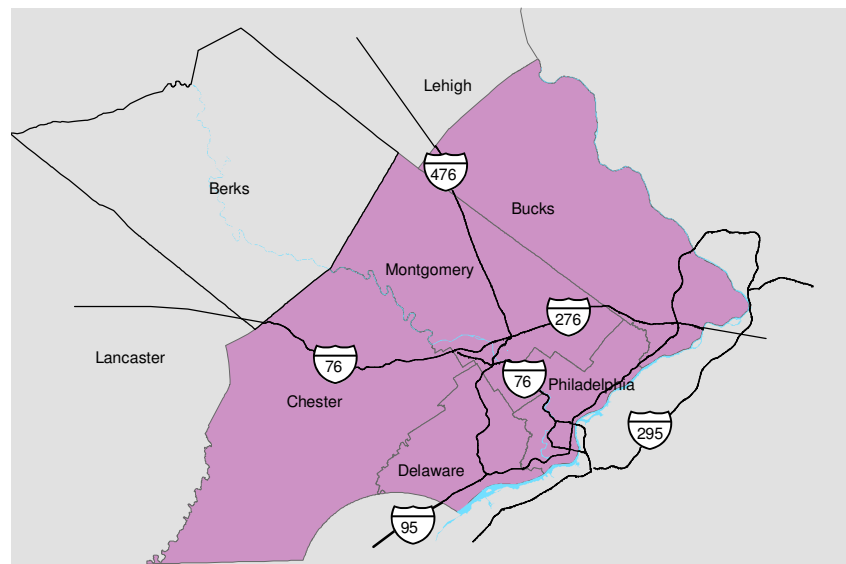 Lehigh
476
Berks
Bucks
Montgomery
276
Lancaster
76
76
Philadelphia
Chester
295
Delaware
95